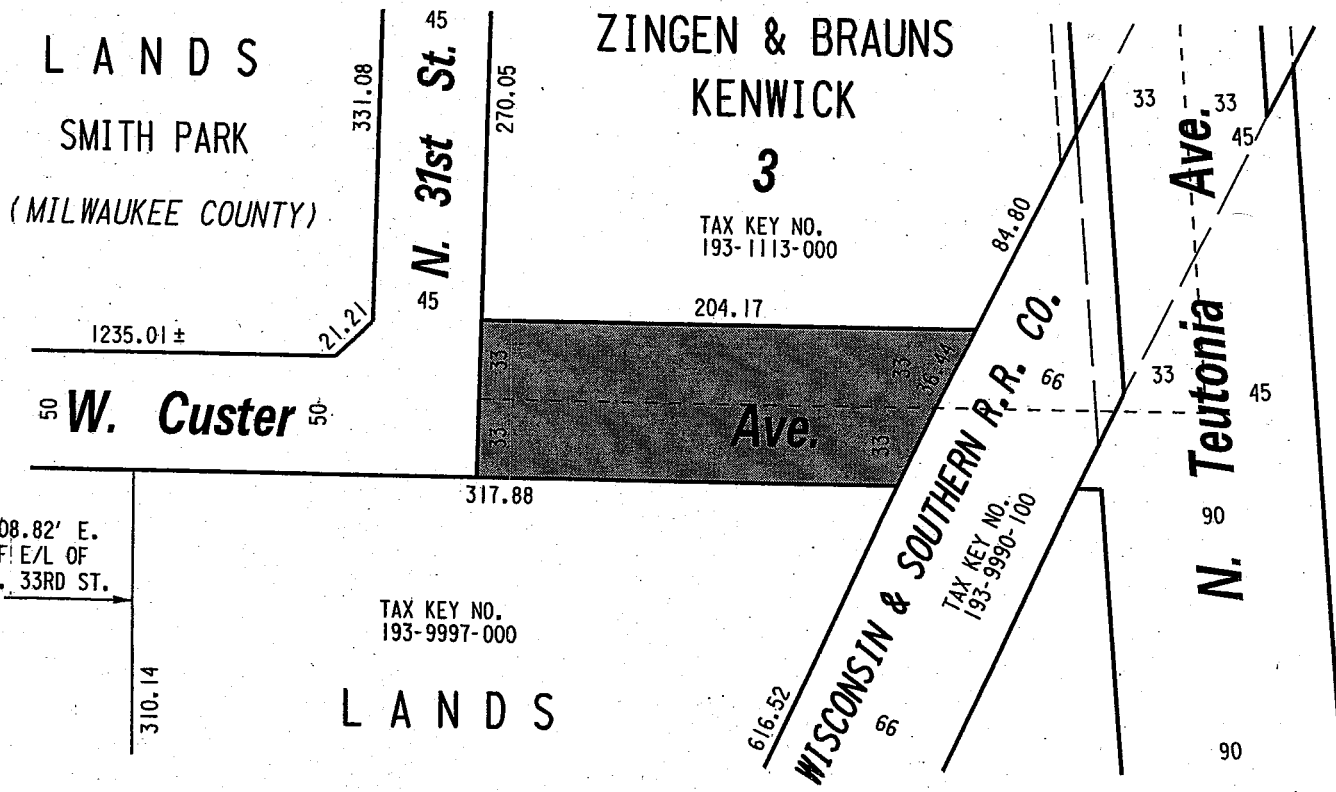 L A N D S
SMITH PARK
(MILWAUKEE COUNTY)
331.08
45
N. 31st St.
45
270.05
ZINGEN & BRAUNS
KENWICK
3
TAX KEY NO.
193-1113-000
84.80
33
33
45
1235.01 ±
21.21
204.17
50 W. Custer 50
33
33
Ave.
33
33
36.44
WISCONSIN & SOUTHERN R.R. CO.
66
66
TAX KEY NO.
193-9990-100
33
45
N. Teutonia Ave.
90
90
317.88
08.82' E.
F E/L OF
. 33RD ST.
310.14
TAX KEY NO.
193-9997-000
L A N D S
616.52